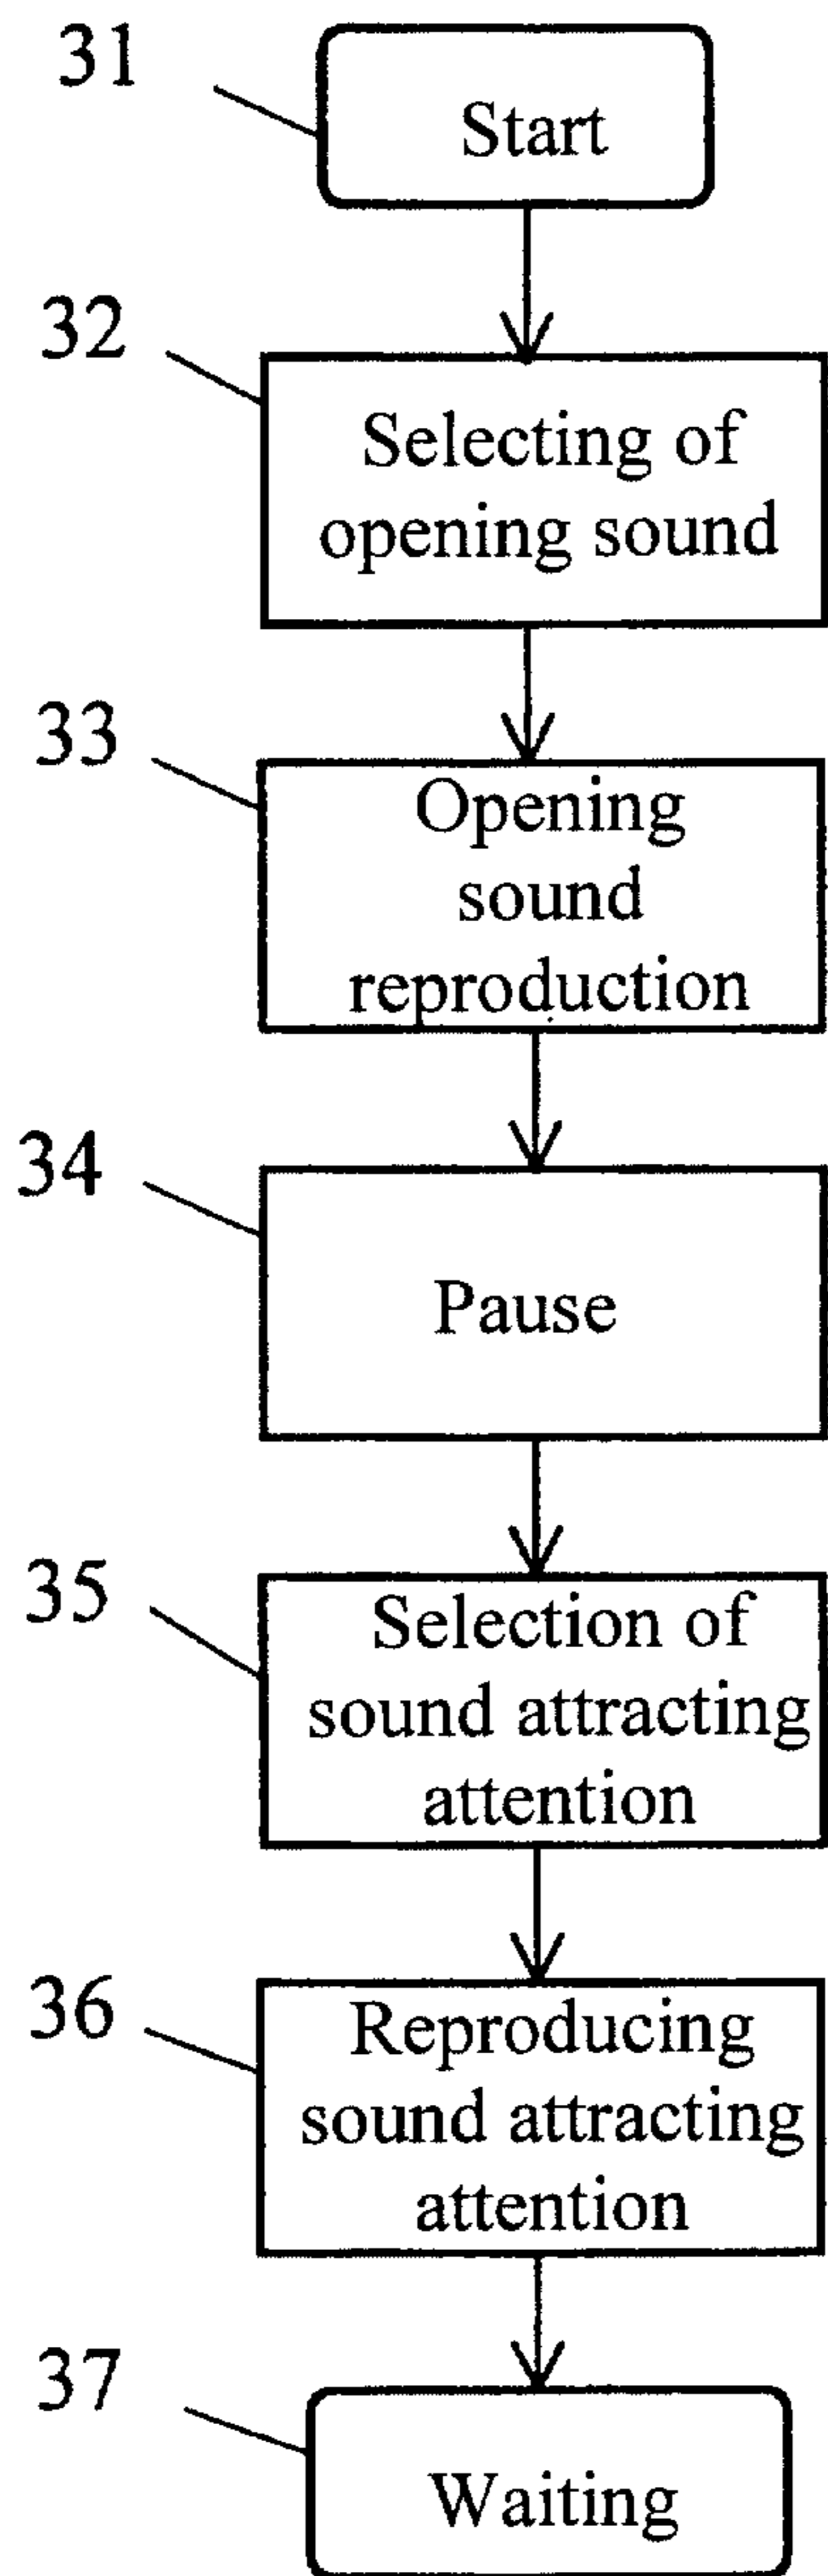 31
Start
32
Selecting of
opening sound
33
Opening
sound
reproduction
34
Pause
35
Selection of
sound attracting
attention
36
Reproducing
sound attracting
attention
37
Waiting